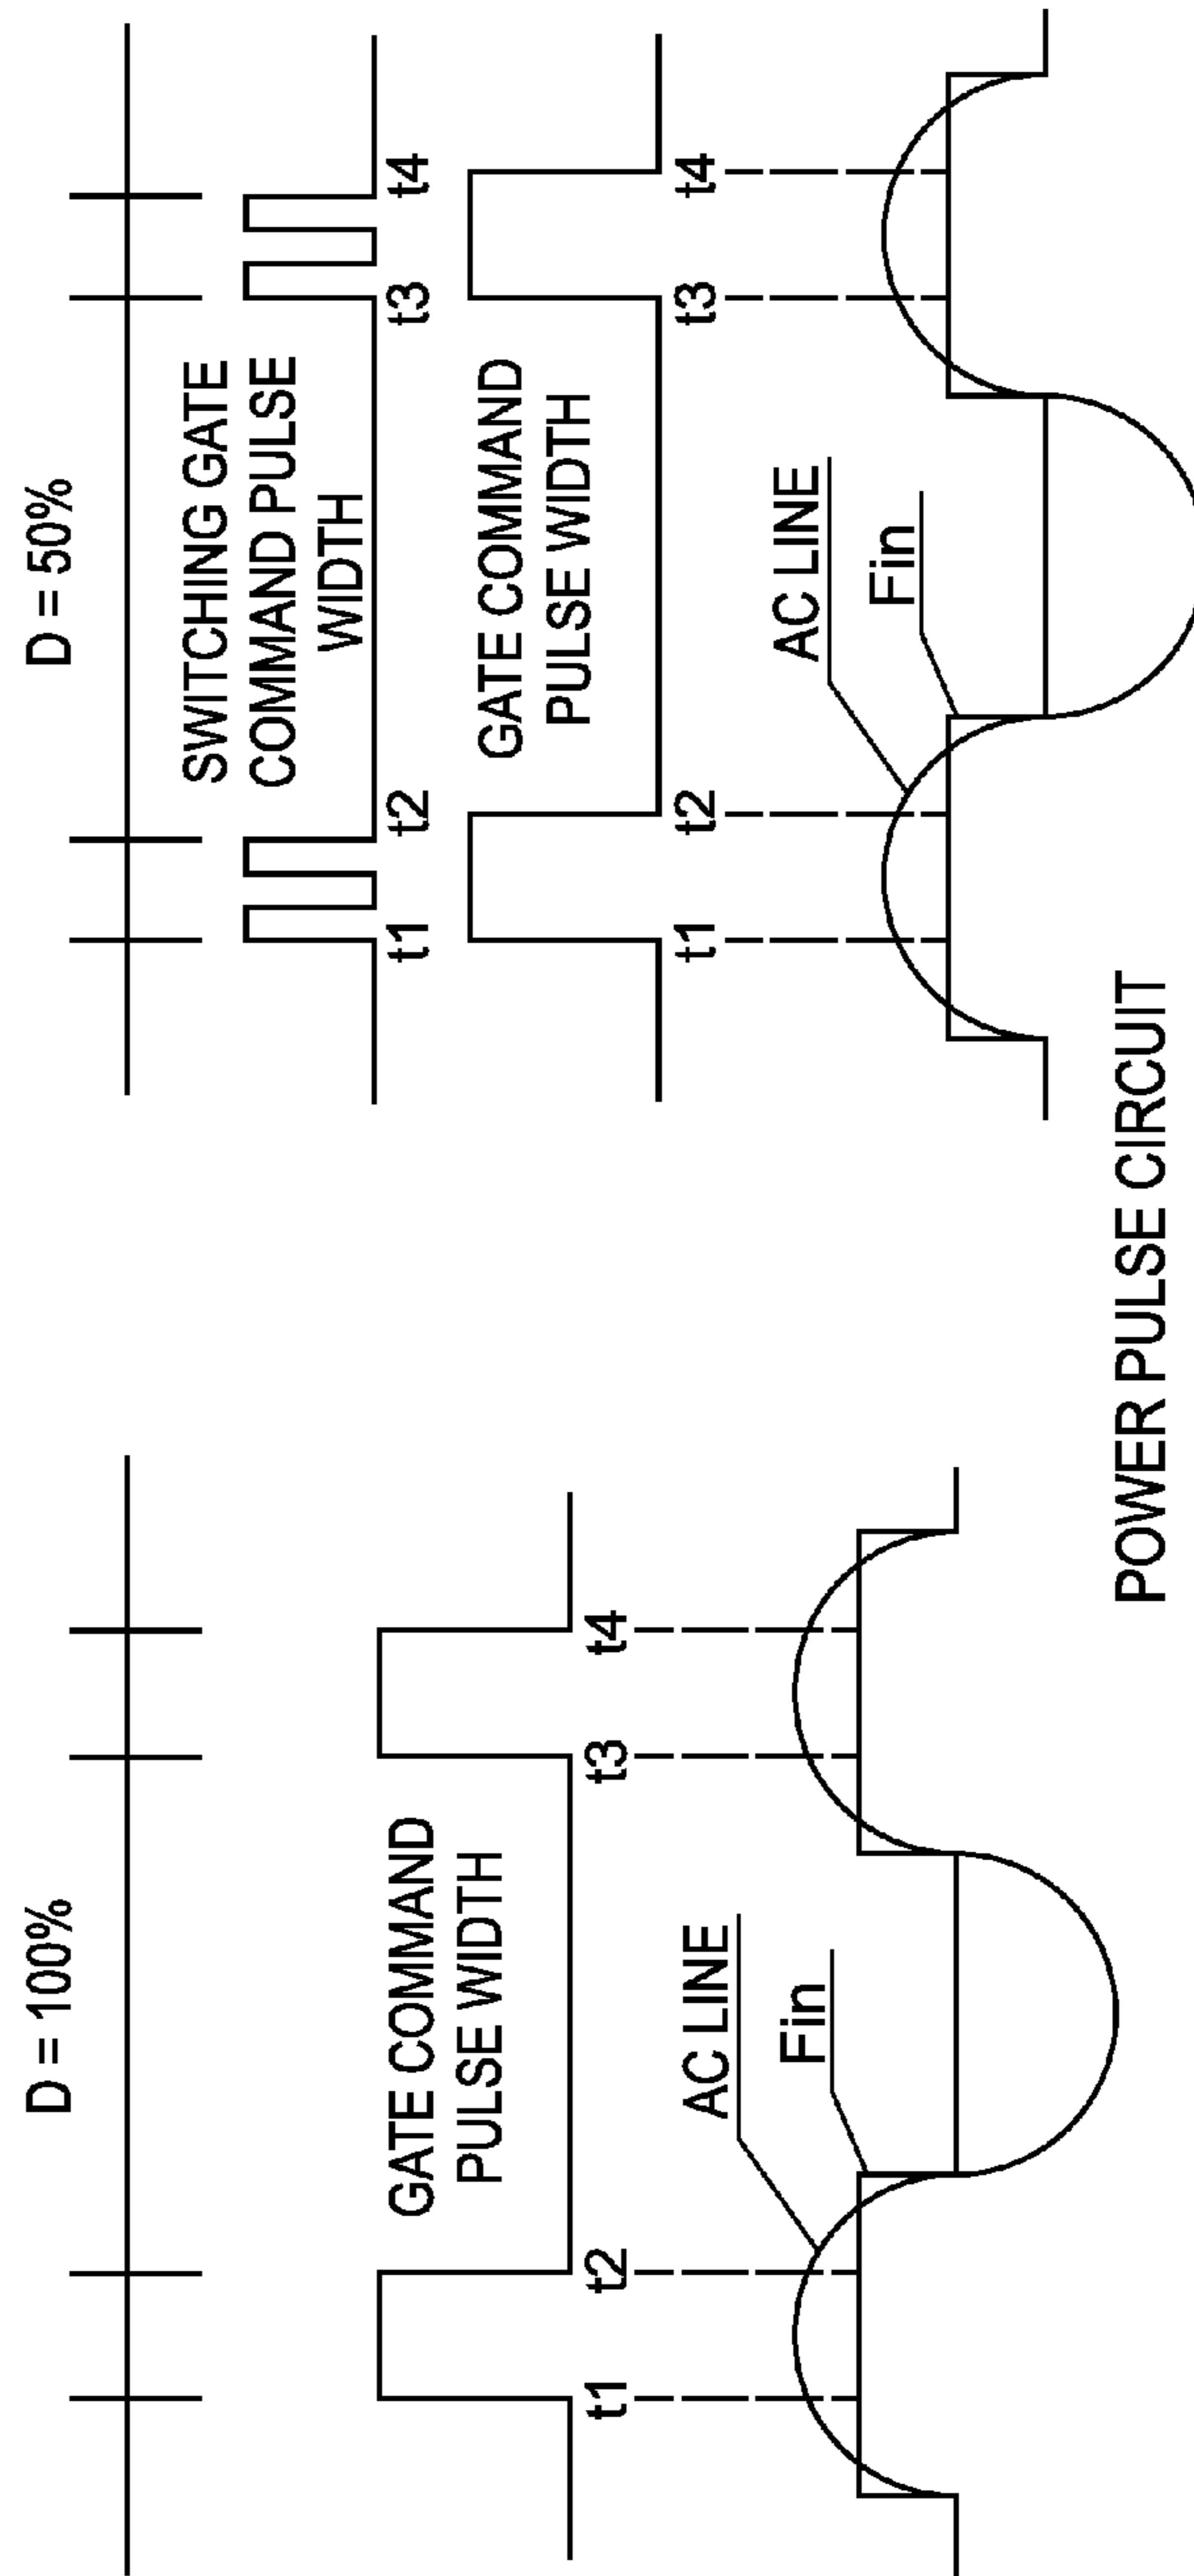 D = 100%
GATE COMMAND
PULSE WIDTH
t1
t2
t3
t4
AC LINE
Fin
D = 50%
SWITCHING GATE
COMMAND PULSE
WIDTH
t1
t2
t3
t4
GATE COMMAND
PULSE WIDTH
t1
t2
t3
t4
AC LINE
Fin
POWER PULSE CIRCUIT